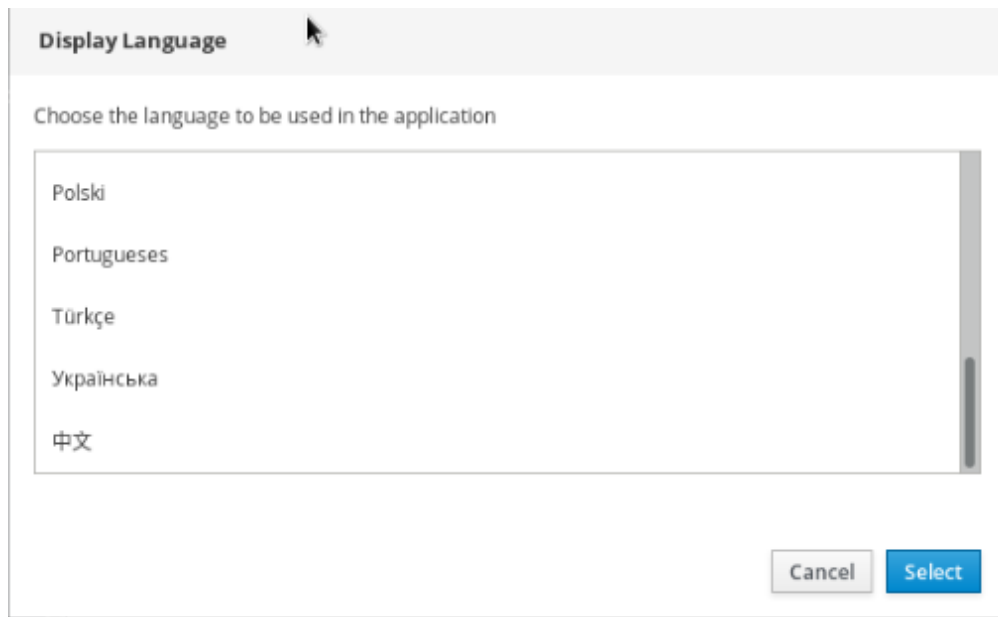 Display Language
Choose the language to be used in the application
Polski
Portugueses
Türkçe
Українська
中文
Cancel Select